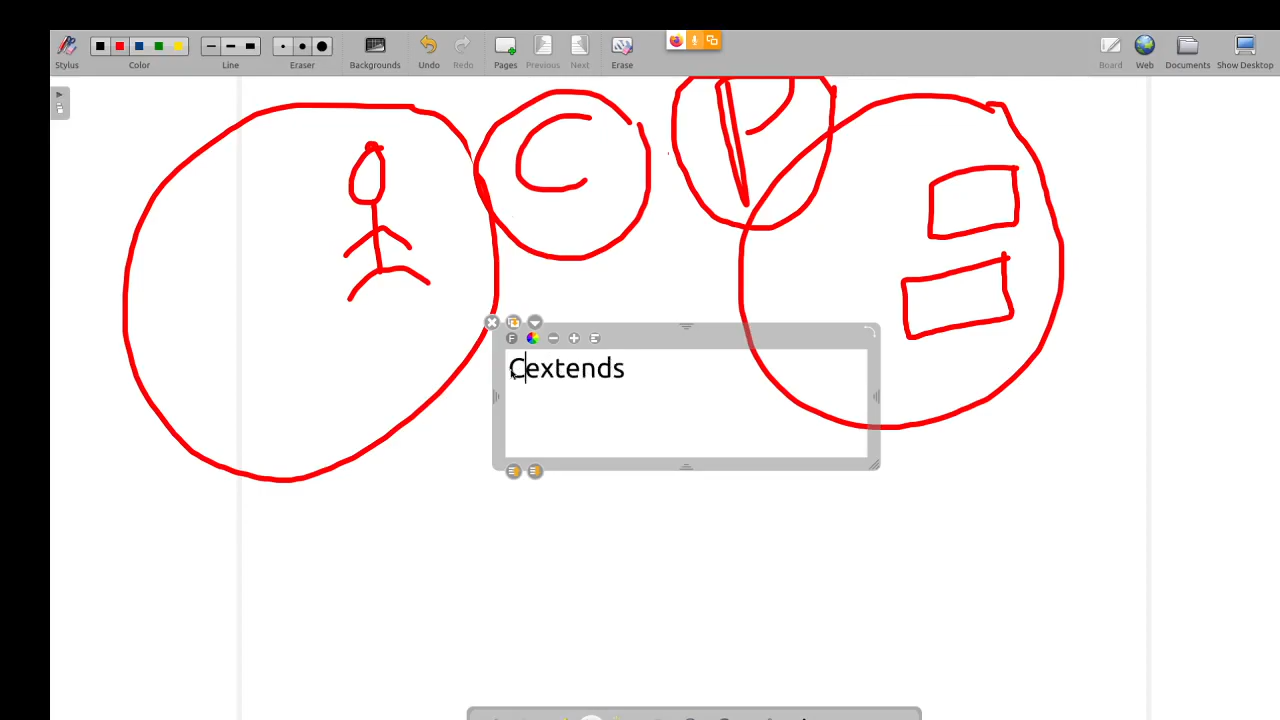 Stylus
Color
Line
Eraser
Backgrounds
Undo
Redo
Pages
Previous
Next
Erase
Board
Web
Documents
Show Desktop
C
P
F
Cextends